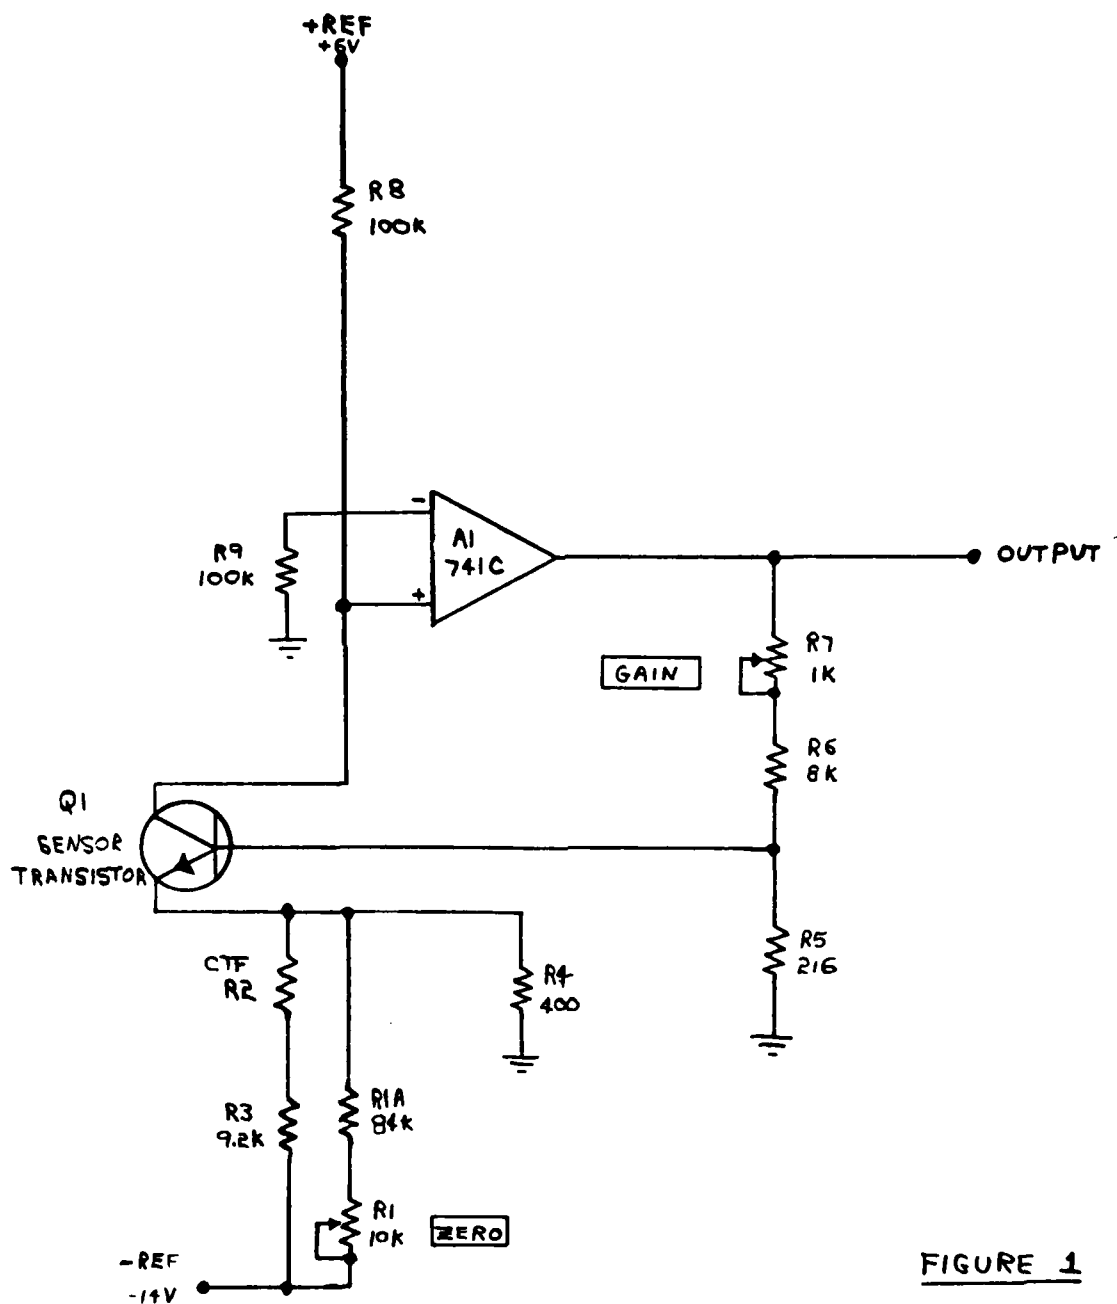 +REF
+6V
R8
100K
-
A1
741C
+
R9
100K
OUTPUT
R7
1K
GAIN
R6
8K
Q1
SENSOR
TRANSISTOR
R5
216
CTF
R2
R4
400
R3
9.2K
R1A
84K
R1
10K
ZERO
-REF
-14V
FIGURE 1